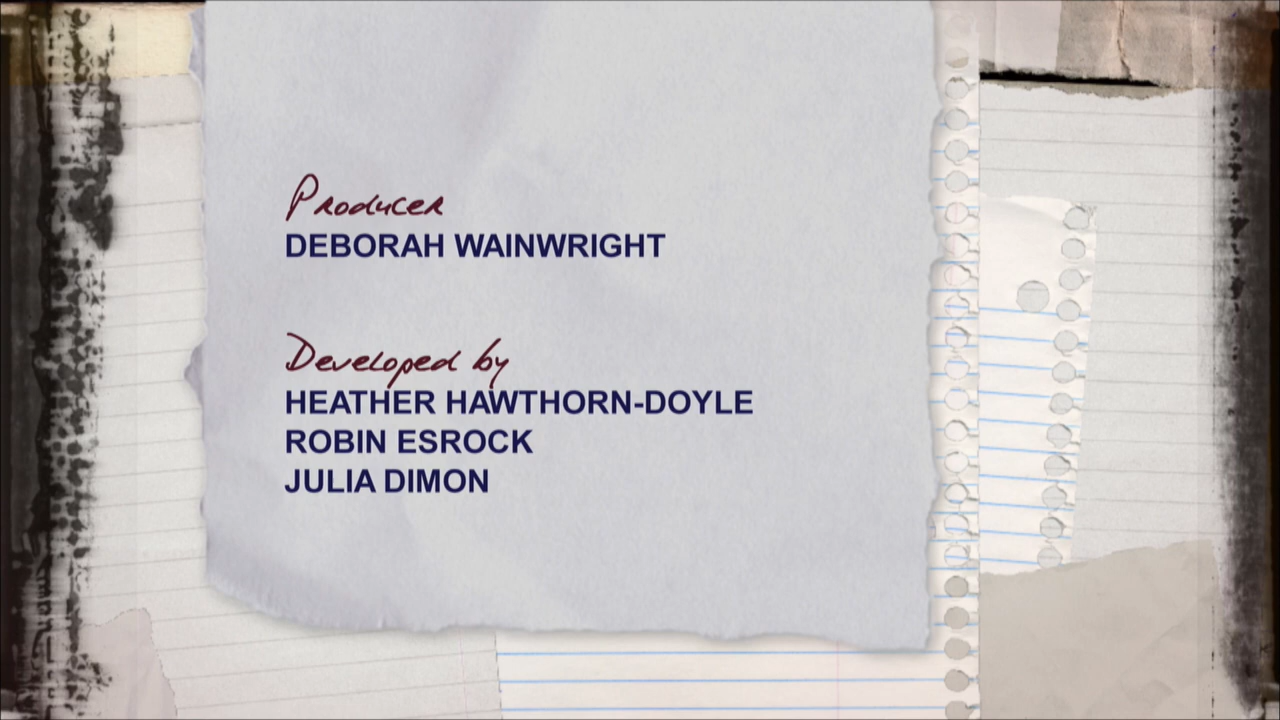 Producer
DEBORAH WAINWRIGHT
Developed by
HEATHER HAWTHORN-DOYLE
ROBIN ESROCK
JULIA DIMON